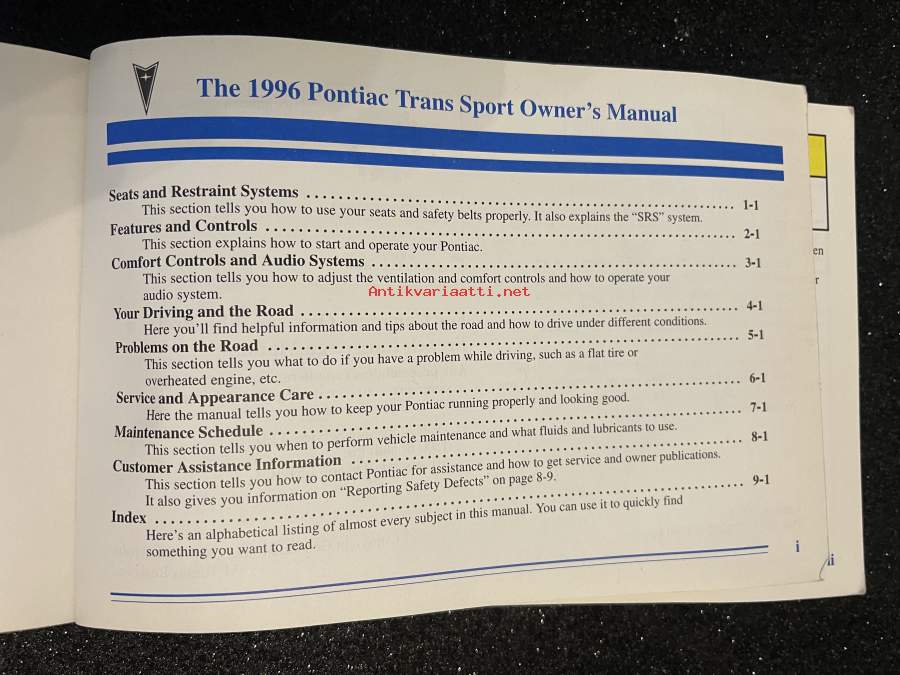 The 1996 Pontiac Trans Sport Owner's Manual
Seats and Restraint Systems . . . . . . . . . . . . . . . . . . . . . . . . . . . . . . . . . . . . . . . . . . . . . . . . . . . . 1-1
This section tells you how to use your seats and safety belts properly. It also explains the "SRS" system.
Features and Controls . . . . . . . . . . . . . . . . . . . . . . . . . . . . . . . . . . . . . . . . . . . . . . . . . . . . . . . . 2-1
This section explains how to start and operate your Pontiac.
Comfort Controls and Audio Systems . . . . . . . . . . . . . . . . . . . . . . . . . . . . . . . . . . . . . . . . . . . . 3-1
This section tells you how to adjust the ventilation and comfort controls and how to operate your
audio system.
Antikvariaatti.net
Your Driving and the Road . . . . . . . . . . . . . . . . . . . . . . . . . . . . . . . . . . . . . . . . . . . . . . . . . . . . 4-1
Here you'll find helpful information and tips about the road and how to drive under different conditions.
Problems on the Road . . . . . . . . . . . . . . . . . . . . . . . . . . . . . . . . . . . . . . . . . . . . . . . . . . . . . . . . 5-1
This section tells you what to do if you have a problem while driving, such as a flat tire or
overheated engine, etc.
Service and Appearance Care . . . . . . . . . . . . . . . . . . . . . . . . . . . . . . . . . . . . . . . . . . . . . . . . . . 6-1
Here the manual tells you how to keep your Pontiac running properly and looking good.
Maintenance Schedule . . . . . . . . . . . . . . . . . . . . . . . . . . . . . . . . . . . . . . . . . . . . . . . . . . . . . . . . 7-1
This section tells you when to perform vehicle maintenance and what fluids and lubricants to use.
Customer Assistance Information . . . . . . . . . . . . . . . . . . . . . . . . . . . . . . . . . . . . . . . . . . . . . . . 8-1
This section tells you how to contact Pontiac for assistance and how to get service and owner publications.
It also gives you information on "Reporting Safety Defects" on page 8-9.
Index . . . . . . . . . . . . . . . . . . . . . . . . . . . . . . . . . . . . . . . . . . . . . . . . . . . . . . . . . . . . . . . . . . . . . . 9-1
Here's an alphabetical listing of almost every subject in this manual. You can use it to quickly find
something you want to read.
i
en
r
ii